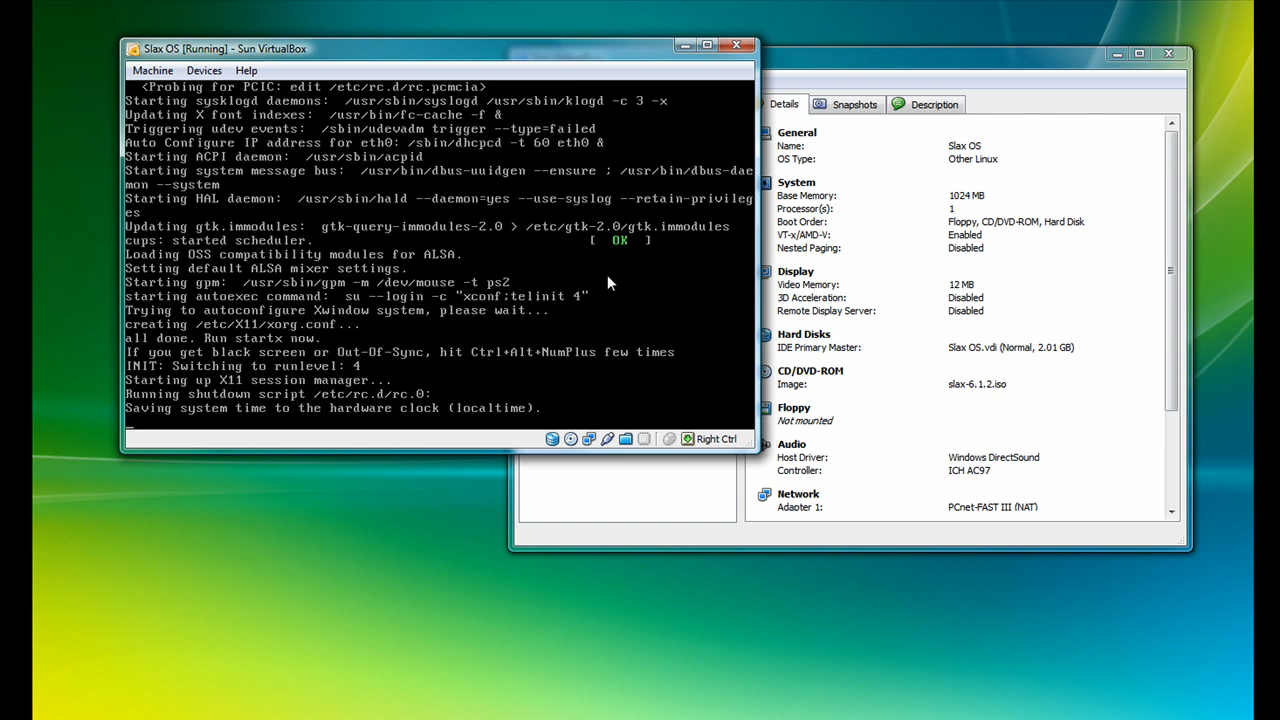 Slax OS [Running] - Sun VirtualBox
Machine Devices Help
<Probing for PCIC: edit /etc/rc.d/rc.pcmcia>
Starting sysklogd daemons:  /usr/sbin/syslogd /usr/sbin/klogd -c 3 -x
Updating X font indexes:  /usr/bin/fc-cache -f &
Triggering udev events:  /sbin/udevadm trigger --type=failed
Auto Configure IP address for eth0: /sbin/dhcpcd -t 60 eth0 &
Starting ACPI daemon:  /usr/sbin/acpid
Starting system message bus:  /usr/bin/dbus-uuidgen --ensure ; /usr/bin/dbus-dae
mon --system
Starting HAL daemon:  /usr/sbin/hald --daemon=yes --use-syslog --retain-privileg
es
Updating gtk.immodules:  gtk-query-immodules-2.0 > /etc/gtk-2.0/gtk.immodules
cups: started scheduler. [ OK ]
Loading OSS compatibility modules for ALSA.
Setting default ALSA mixer settings.
Starting gpm:  /usr/sbin/gpm -m /dev/mouse -t ps2
starting autoexec command:  su --login -c "xconf;telinit 4"
Trying to autoconfigure Xwindow system, please wait...
creating /etc/X11/xorg.conf...
all done. Run startx now.
If you get black screen or Out-Of-Sync, hit Ctrl+Alt+NumPlus few times
INIT: Switching to runlevel: 4
Starting up X11 session manager...
Running shutdown script /etc/rc.d/rc.0:
Saving system time to the hardware clock (localtime).
_
Right Ctrl
Details Snapshots Description
General
Name: Slax OS
OS Type: Other Linux
System
Base Memory: 1024 MB
Processor(s): 1
Boot Order: Floppy, CD/DVD-ROM, Hard Disk
VT-x/AMD-V: Enabled
Nested Paging: Disabled
Display
Video Memory: 12 MB
3D Acceleration: Disabled
Remote Display Server: Disabled
Hard Disks
IDE Primary Master: Slax OS.vdi (Normal, 2.01 GB)
CD/DVD-ROM
Image: slax-6.1.2.iso
Floppy
Not mounted
Audio
Host Driver: Windows DirectSound
Controller: ICH AC97
Network
Adapter 1: PCnet-FAST III (NAT)